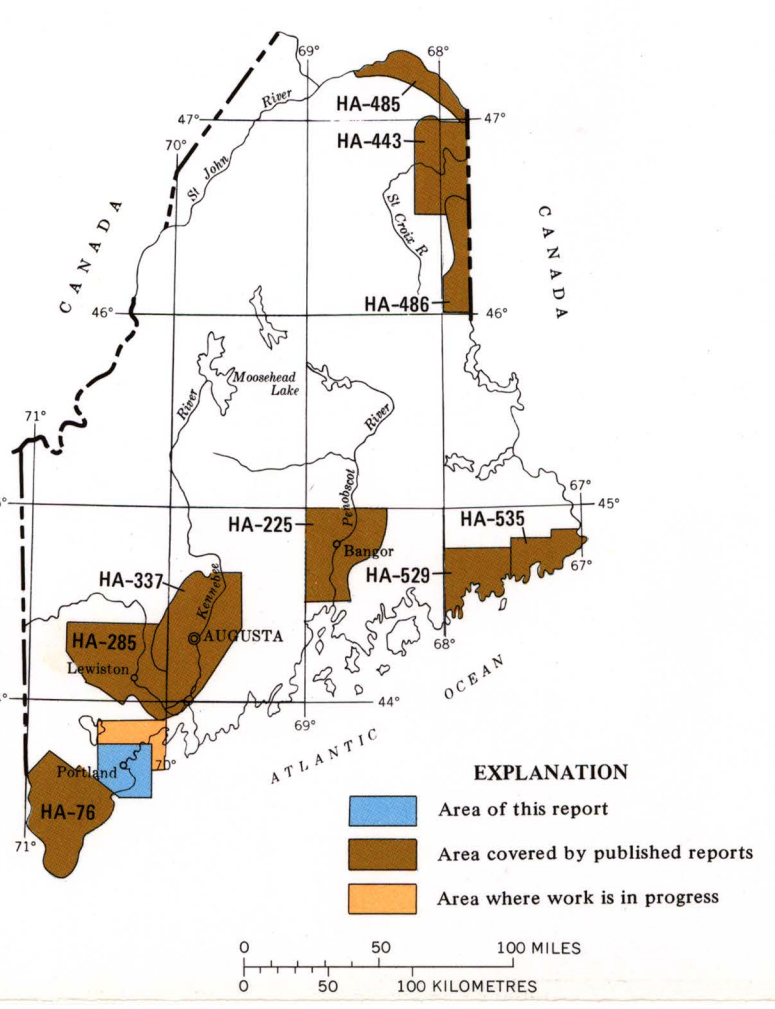 69°
68°
HA-485
River
47°
47°
HA-443
70°
St John
St Croix R
CANADA
CANADA
HA-486
46°
46°
Moosehead
Lake
River
River
71°
67°
45°
Penobscot
HA-225
HA-535
Bangor
67°
HA-529
HA-337
Kennebec
AUGUSTA
HA-285
68°
Lewiston
44°
OCEAN
69°
ATLANTIC
70°
Portland
HA-76
71°
EXPLANATION
Area of this report
Area covered by published reports
Area where work is in progress
0 50 100 MILES
0 50 100 KILOMETRES